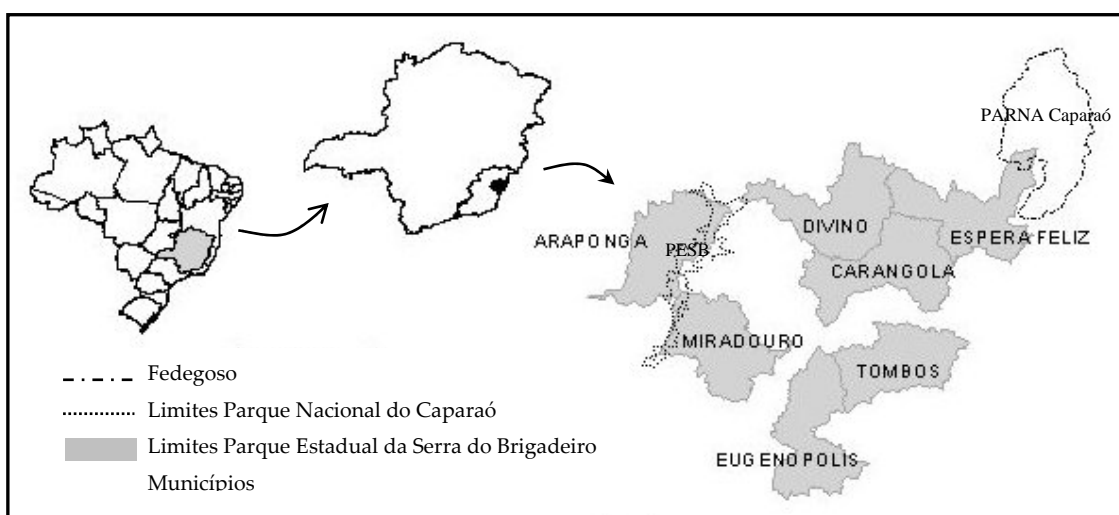 PARNA Caparaó
ARAPONGA
PESB
DIVINO
ESPERA FELIZ
CARANGOLA
MIRADOURO
TOMBOS
EUGENOPOLIS
Fedegoso
Limites Parque Nacional do Caparaó
Limites Parque Estadual da Serra do Brigadeiro
Municípios